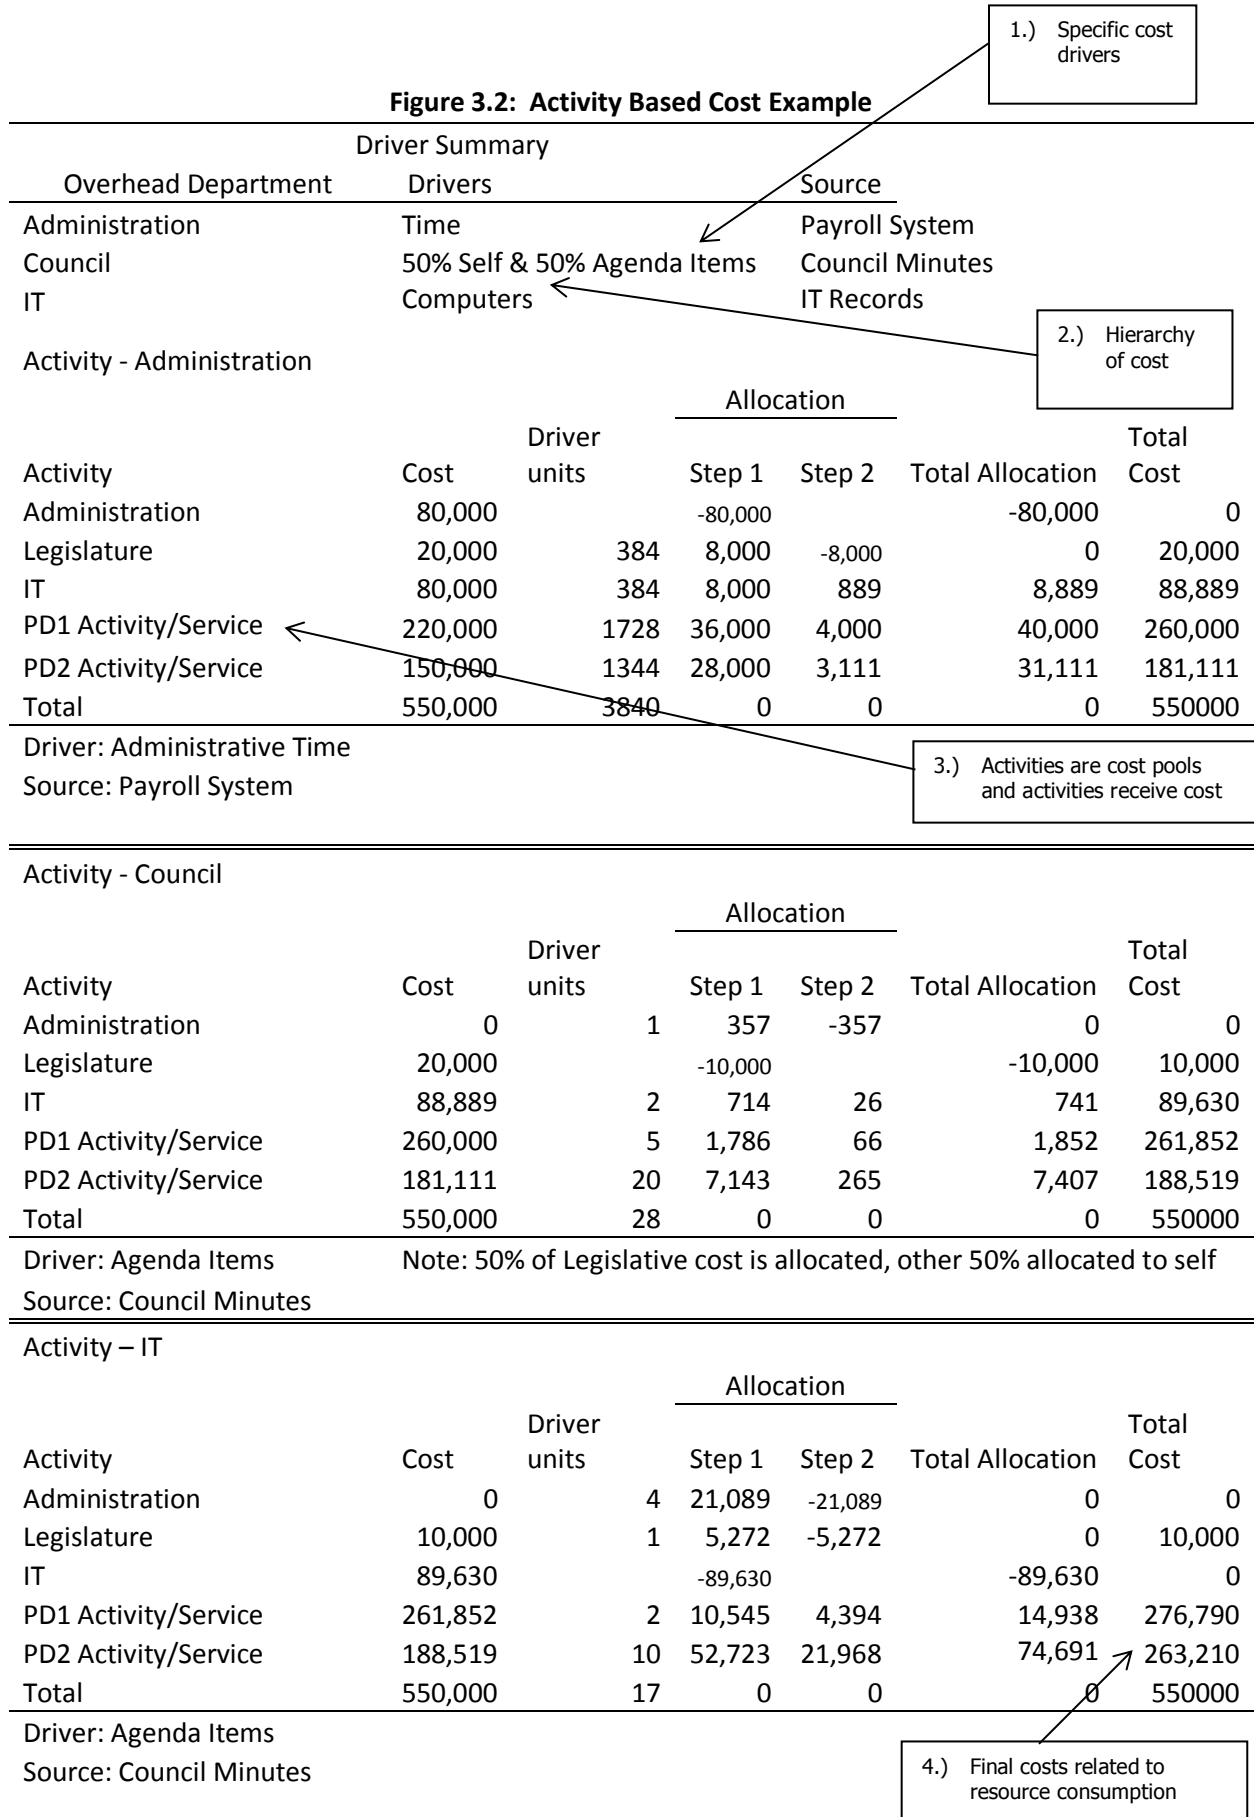 1.) Specific cost
drivers
Figure 3.2: Activity Based Cost Example
Driver Summary
Overhead Department Drivers Source
Administration Time Payroll System
Council 50% Self & 50% Agenda Items Council Minutes
IT Computers IT Records
2.) Hierarchy
of cost
Activity - Administration
Allocation
Driver Total
Activity Cost units Step 1 Step 2 Total Allocation Cost
Administration 80,000 -80,000 -80,000 0
Legislature 20,000 384 8,000 -8,000 0 20,000
IT 80,000 384 8,000 889 8,889 88,889
PD1 Activity/Service 220,000 1728 36,000 4,000 40,000 260,000
PD2 Activity/Service 150,000 1344 28,000 3,111 31,111 181,111
Total 550,000 3840 0 0 0 550000
Driver: Administrative Time
Source: Payroll System
3.) Activities are cost pools
and activities receive cost
Activity - Council
Allocation
Driver Total
Activity Cost units Step 1 Step 2 Total Allocation Cost
Administration 0 1 357 -357 0 0
Legislature 20,000 -10,000 -10,000 10,000
IT 88,889 2 714 26 741 89,630
PD1 Activity/Service 260,000 5 1,786 66 1,852 261,852
PD2 Activity/Service 181,111 20 7,143 265 7,407 188,519
Total 550,000 28 0 0 0 550000
Driver: Agenda Items Note: 50% of Legislative cost is allocated, other 50% allocated to self
Source: Council Minutes
Activity – IT
Allocation
Driver Total
Activity Cost units Step 1 Step 2 Total Allocation Cost
Administration 0 4 21,089 -21,089 0 0
Legislature 10,000 1 5,272 -5,272 0 10,000
IT 89,630 -89,630 -89,630 0
PD1 Activity/Service 261,852 2 10,545 4,394 14,938 276,790
PD2 Activity/Service 188,519 10 52,723 21,968 74,691 263,210
Total 550,000 17 0 0 0 550000
Driver: Agenda Items
Source: Council Minutes
4.) Final costs related to
resource consumption